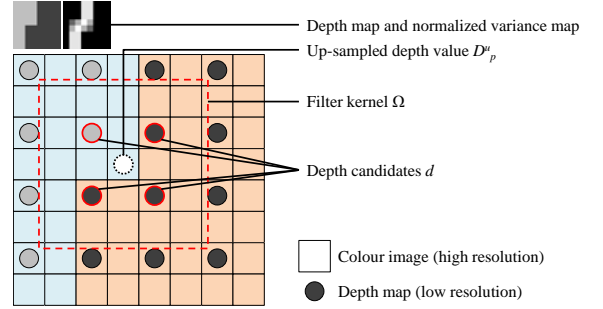 Depth map and normalized variance map
Up-sampled depth value Dᵘₚ
Filter kernel Ω
Depth candidates d
Colour image (high resolution)
Depth map (low resolution)